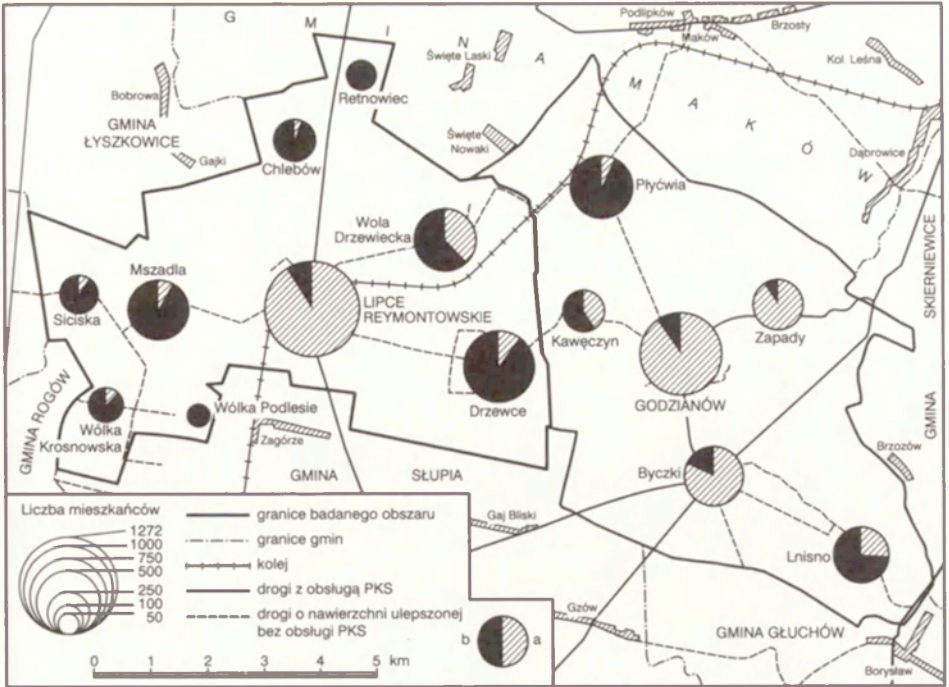 G M I N A M A K Ó W
Podlipków
Brzosty
Maków
Święte Laski
Kol. Leśna
Retnowiec
Bobrowa
GMINA
ŁYSZKOWICE
Gajki
Chlebów
Święte
Nowaki
Dąbrowice
Płyćwia
Wola
Drzewiecka
SKIERNIEWICE
Mszadla
Siciska
LIPCE
REYMONTOWSKIE
Kawęczyn
Zapady
Drzewce
GODZIANÓW
GMINA ROGÓW
Wólka
Krosnowska
Wólka Podlesie
Zagórze
GMINA SŁUPIA
Byczki
Brzozów
GMINA
Gaj Bliski
Lnisno
Gzów
GMINA GŁUCHÓW
Borysław
Liczba mieszkańców
1272
1000
750
500
250
100
50
granice badanego obszaru
granice gmin
kolej
drogi z obsługą PKS
drogi o nawierzchni ulepszonej
bez obsługi PKS
b a
0 1 2 3 4 5 km